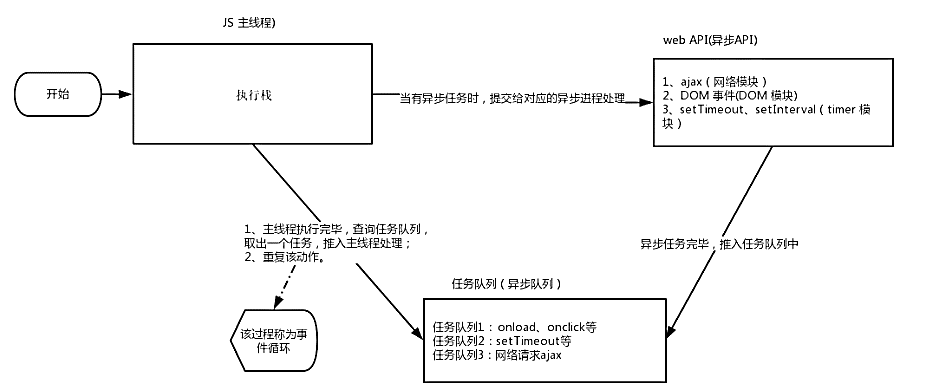 JS 主线程)
web API(异步API)
开始
执行栈
当有异步任务时，提交给对应的异步进程处理
1、ajax（网络模块）
2、DOM 事件(DOM 模块)
3、setTimeout、setInterval（timer 模
块）
1、主线程执行完毕，查询任务队列，
取出一个任务，推入主线程处理；
2、重复该动作。
异步任务完毕，推入任务队列中
任务队列（异步队列）
该过程称为事
件循环
任务队列1：onload、onclick等
任务队列2：setTimeout等
任务队列3：网络请求ajax